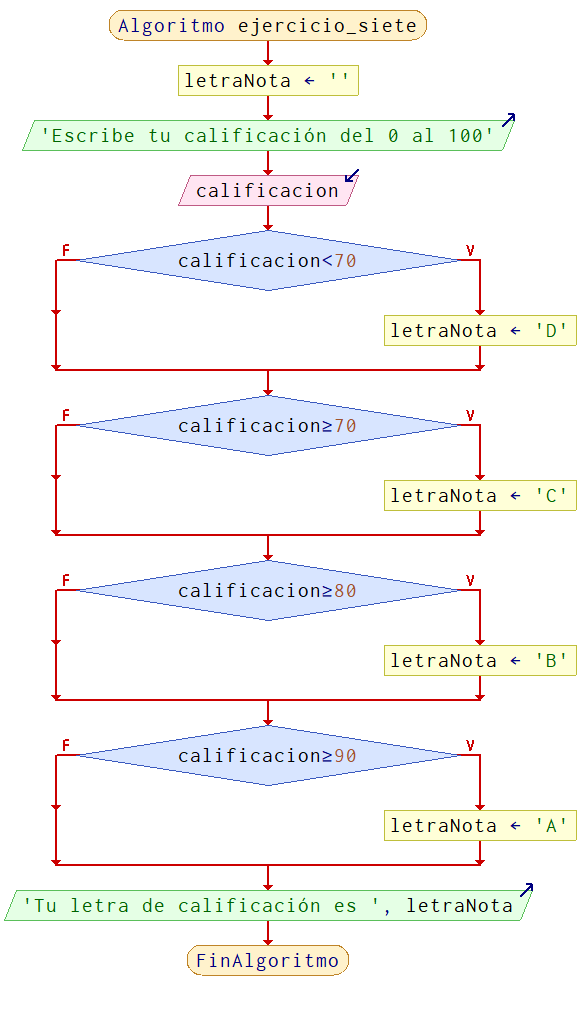 Algoritmo ejercicio_siete
letraNota ← ''
'Escribe tu calificación del 0 al 100'
calificacion
F
V
calificacion<70
letraNota ← 'D'
F
V
calificacion≥70
letraNota ← 'C'
F
V
calificacion≥80
letraNota ← 'B'
F
V
calificacion≥90
letraNota ← 'A'
'Tu letra de calificación es ', letraNota
FinAlgoritmo